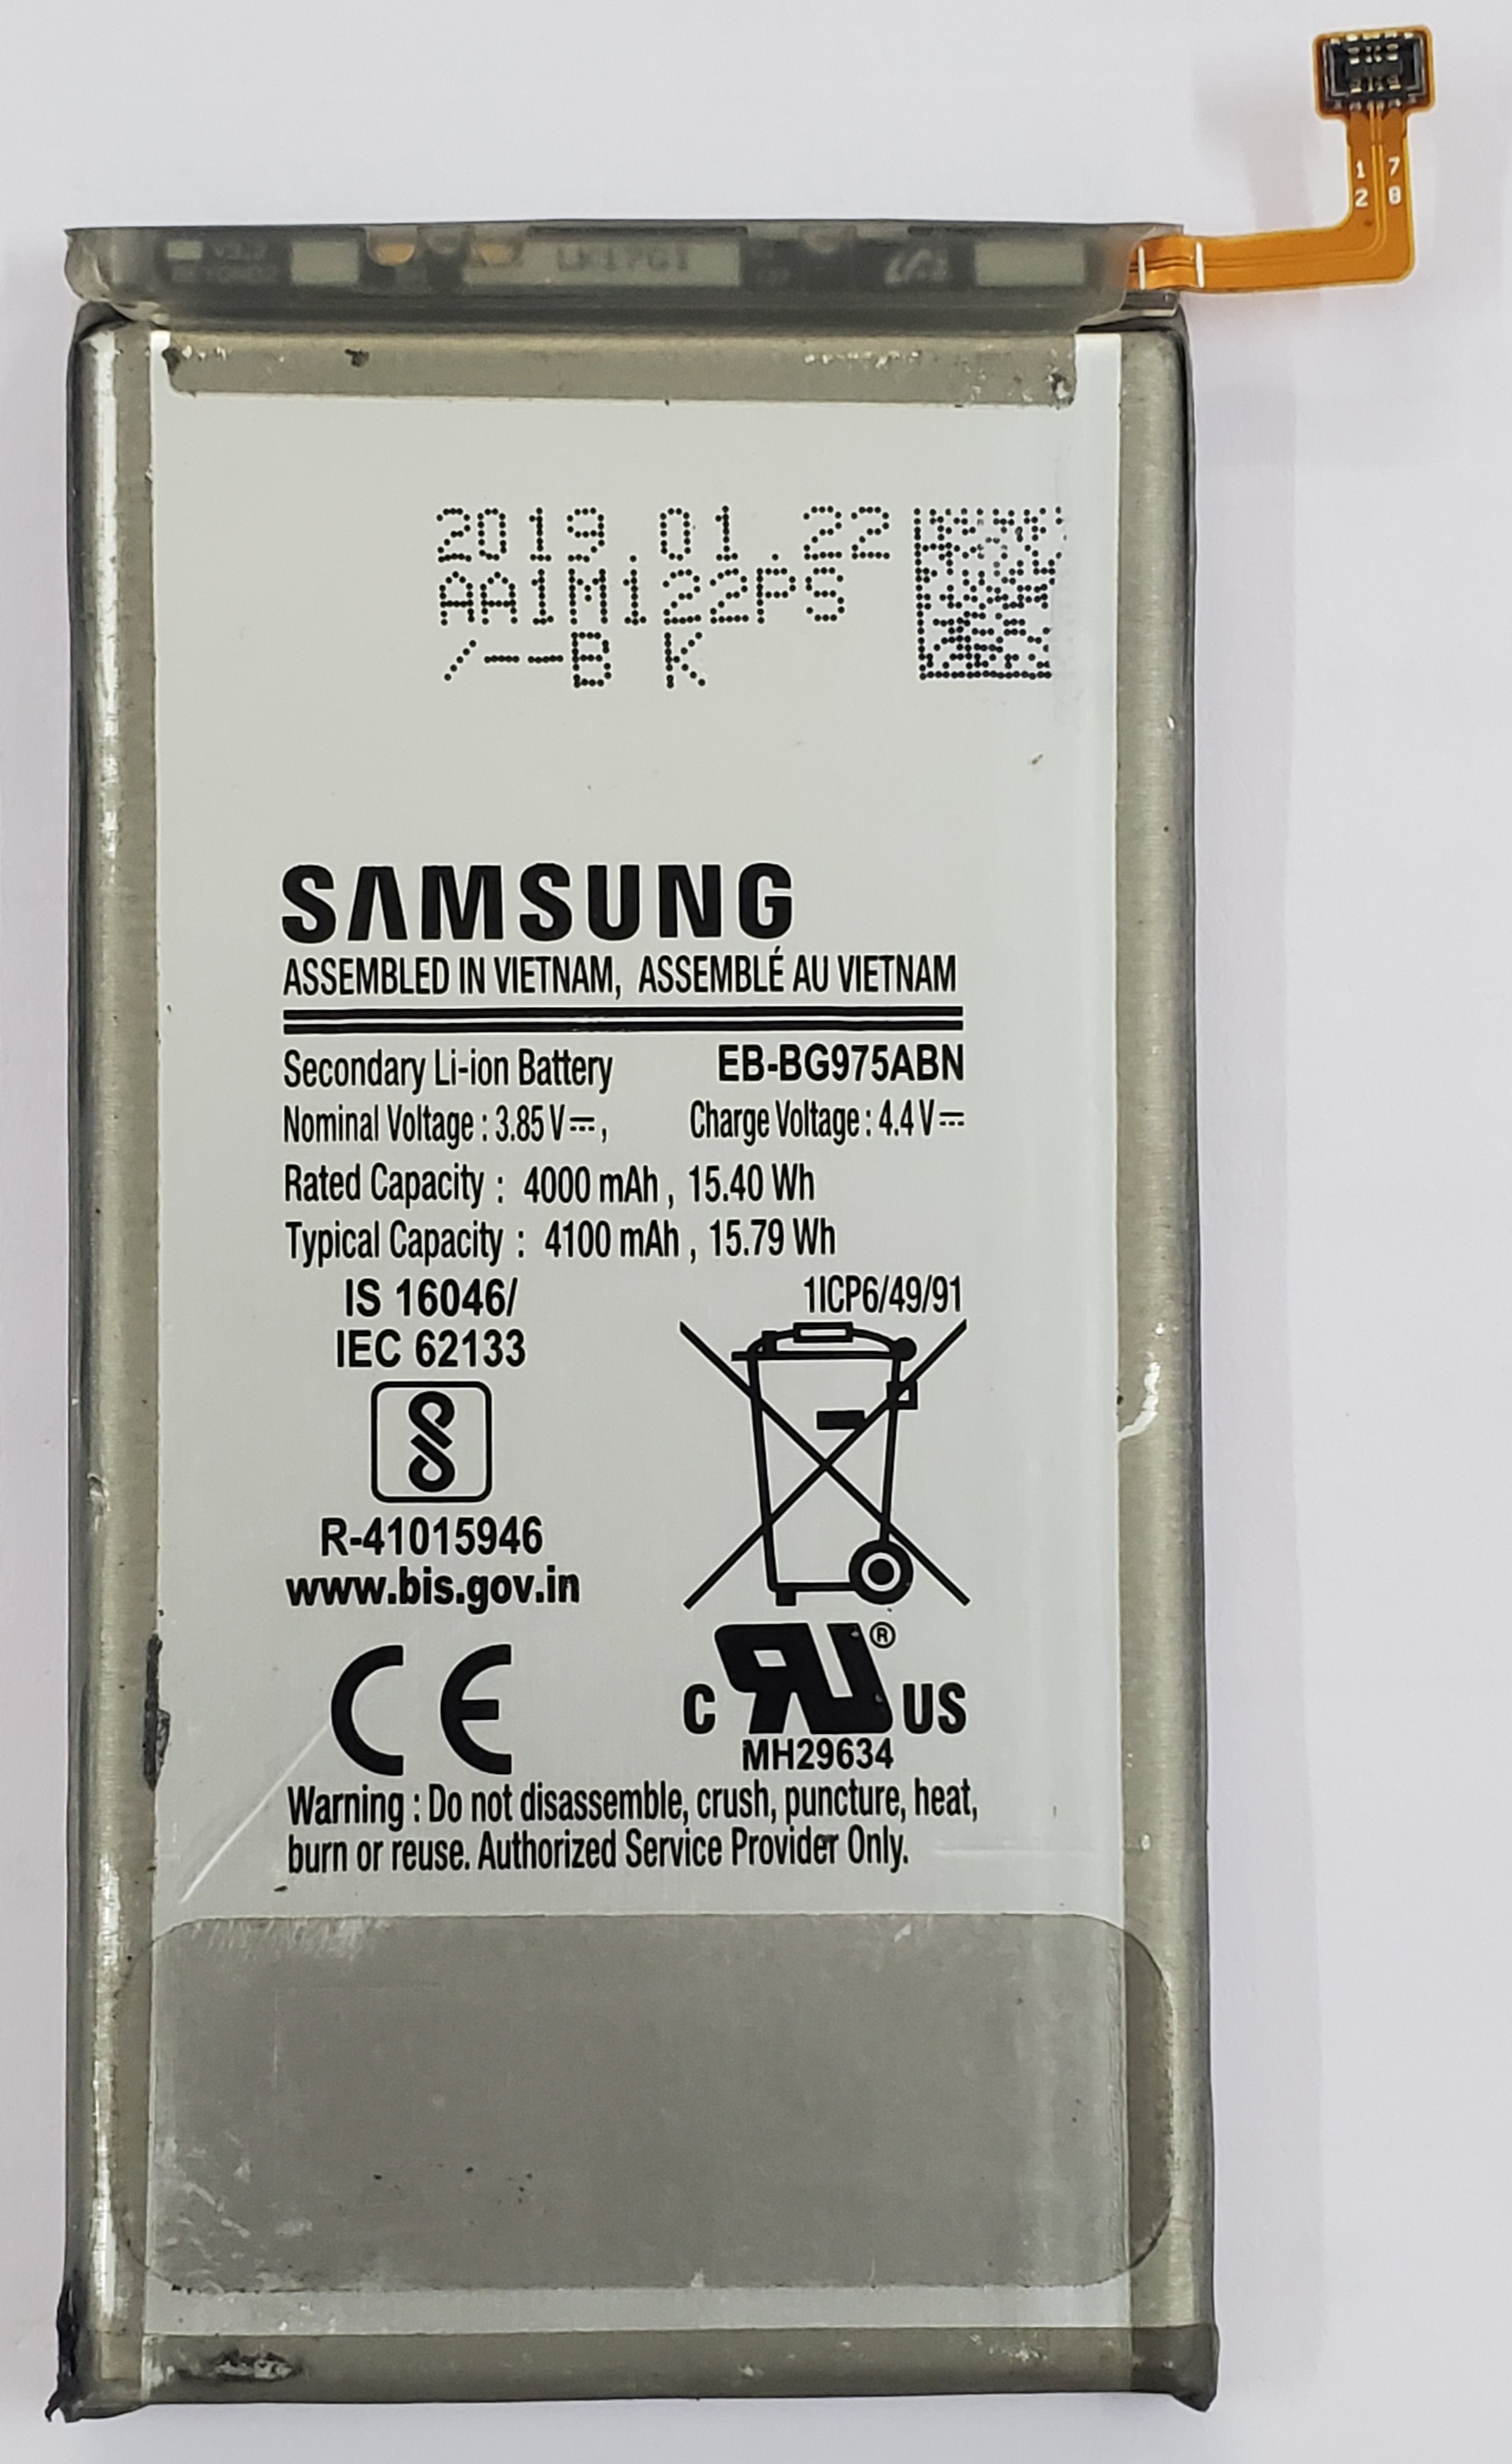 1 7
2 8
LK17G1
2019.01.22
AA1M122PS
/--B K
SAMSUNG
ASSEMBLED IN VIETNAM, ASSEMBLÉ AU VIETNAM
Secondary Li-ion Battery EB-BG975ABN
Nominal Voltage : 3.85 V⎓, Charge Voltage : 4.4 V⎓
Rated Capacity : 4000 mAh , 15.40 Wh
Typical Capacity : 4100 mAh , 15.79 Wh
IS 16046/
IEC 62133
1ICP6/49/91
R-41015946
www.bis.gov.in
CE
C RU® US
MH29634
Warning : Do not disassemble, crush, puncture, heat,
burn or reuse. Authorized Service Provider Only.